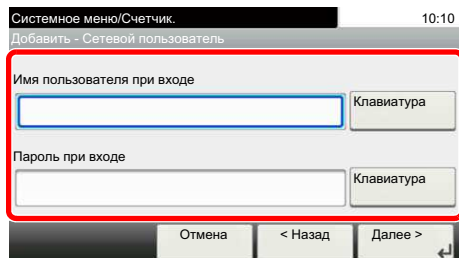 Системное меню/Счетчик. 10:10
Добавить - Сетевой пользователь
Имя пользователя при входе
Клавиатура
Пароль при входе
Клавиатура
Отмена < Назад Далее >